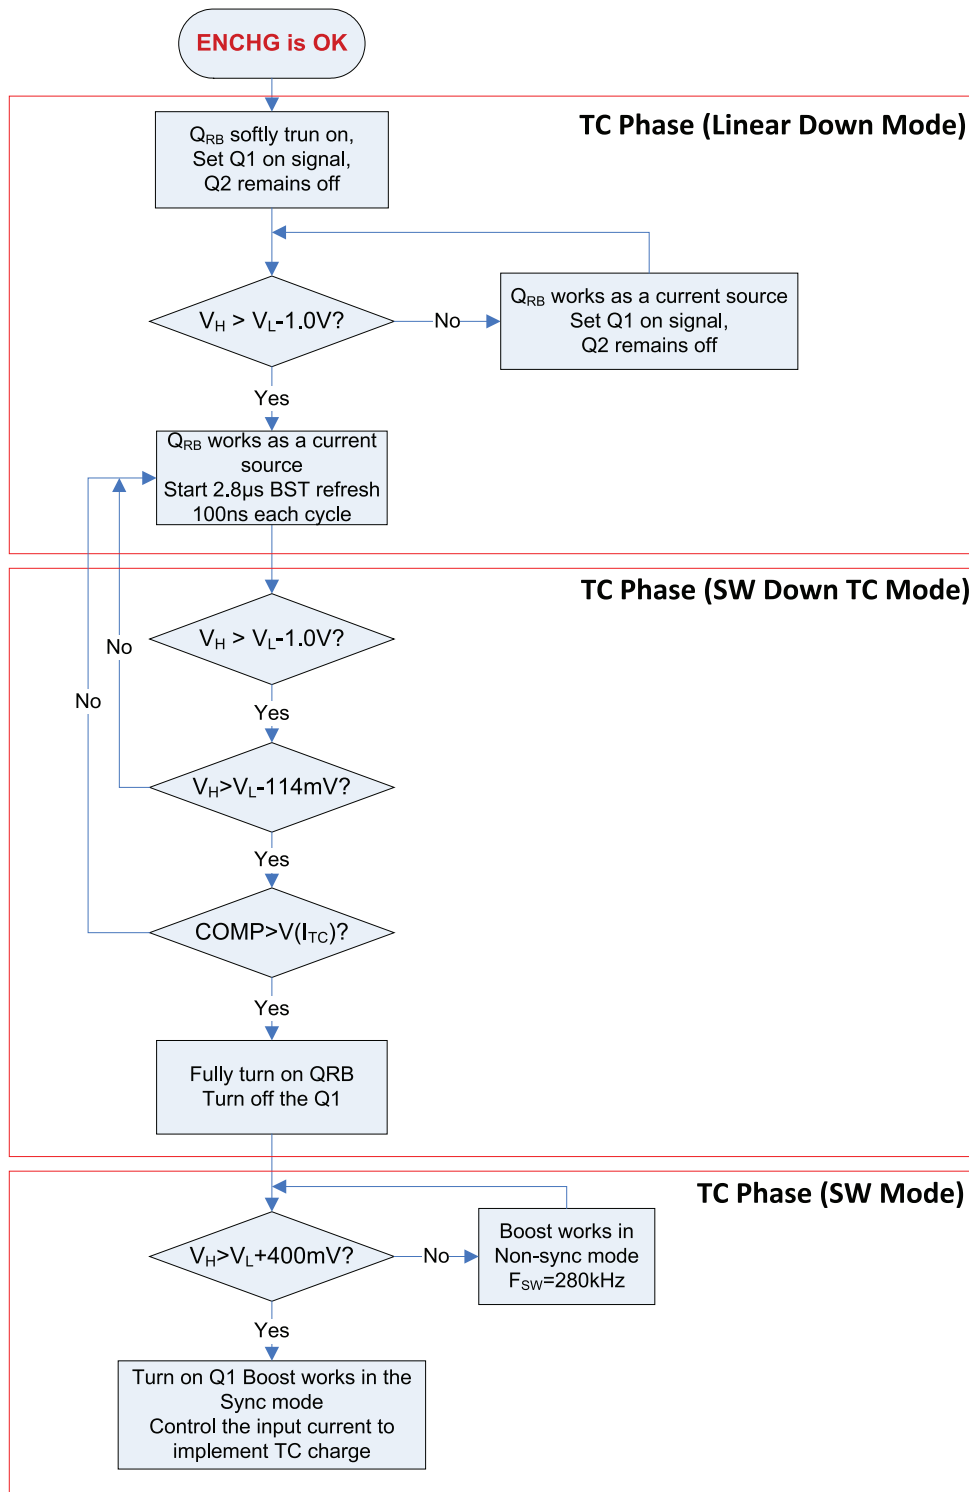 ENCHG is OK
TC Phase (Linear Down Mode)
QRB softly trun on,
Set Q1 on signal,
Q2 remains off
VH > VL-1.0V?
No
QRB works as a current source
Set Q1 on signal,
Q2 remains off
Yes
QRB works as a current
source
Start 2.8µs BST refresh
100ns each cycle
TC Phase (SW Down TC Mode)
VH > VL-1.0V?
No
No
Yes
VH>VL-114mV?
Yes
COMP>V(ITC)?
Yes
Fully turn on QRB
Turn off the Q1
TC Phase (SW Mode)
VH>VL+400mV?
No
Boost works in
Non-sync mode
FSW=280kHz
Yes
Turn on Q1 Boost works in the
Sync mode
Control the input current to
implement TC charge